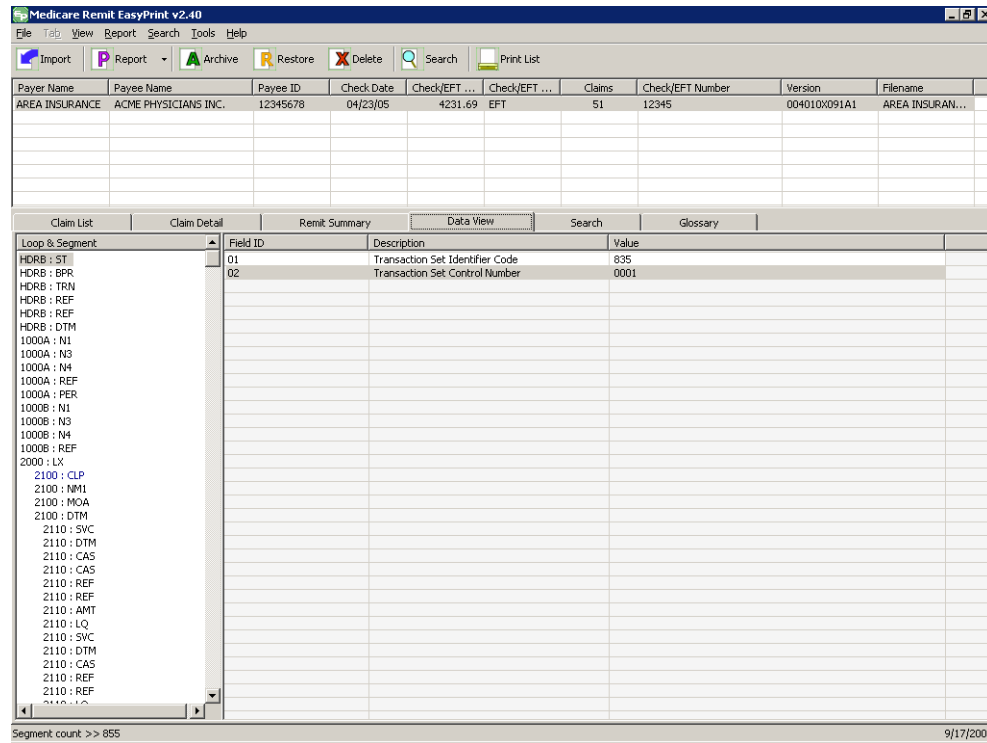 Medicare Remit EasyPrint v2.40
File Tab View Report Search Tools Help
Import Report Archive Restore Delete Search Print List
Payer Name Payee Name Payee ID Check Date Check/EFT ... Check/EFT ... Claims Check/EFT Number Version Filename
AREA INSURANCE ACME PHYSICIANS INC. 12345678 04/23/05 4231.69 EFT 51 12345 004010X091A1 AREA INSURAN...
Claim List Claim Detail Remit Summary Data View Search Glossary
Loop & Segment Field ID Description Value
HDRB : ST 01 Transaction Set Identifier Code 835
HDRB : BPR 02 Transaction Set Control Number 0001
HDRB : TRN
HDRB : REF
HDRB : REF
HDRB : DTM
1000A : N1
1000A : N3
1000A : N4
1000A : REF
1000A : PER
1000B : N1
1000B : N3
1000B : N4
1000B : REF
2000 : LX
2100 : CLP
2100 : NM1
2100 : MOA
2100 : DTM
2110 : SVC
2110 : DTM
2110 : CAS
2110 : CAS
2110 : REF
2110 : REF
2110 : AMT
2110 : LQ
2110 : SVC
2110 : DTM
2110 : CAS
2110 : REF
2110 : REF
Segment count >> 855 9/17/200